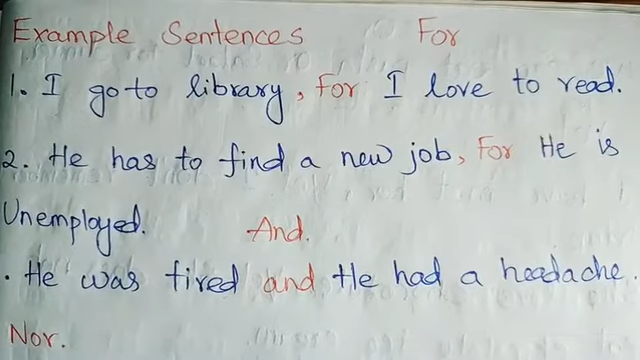 Example Sentences For
1. I go to library, For I love to read.
2. He has to find a new job, For He is
Unemployed. And.
. He was tired and He had a headache.
Nor.